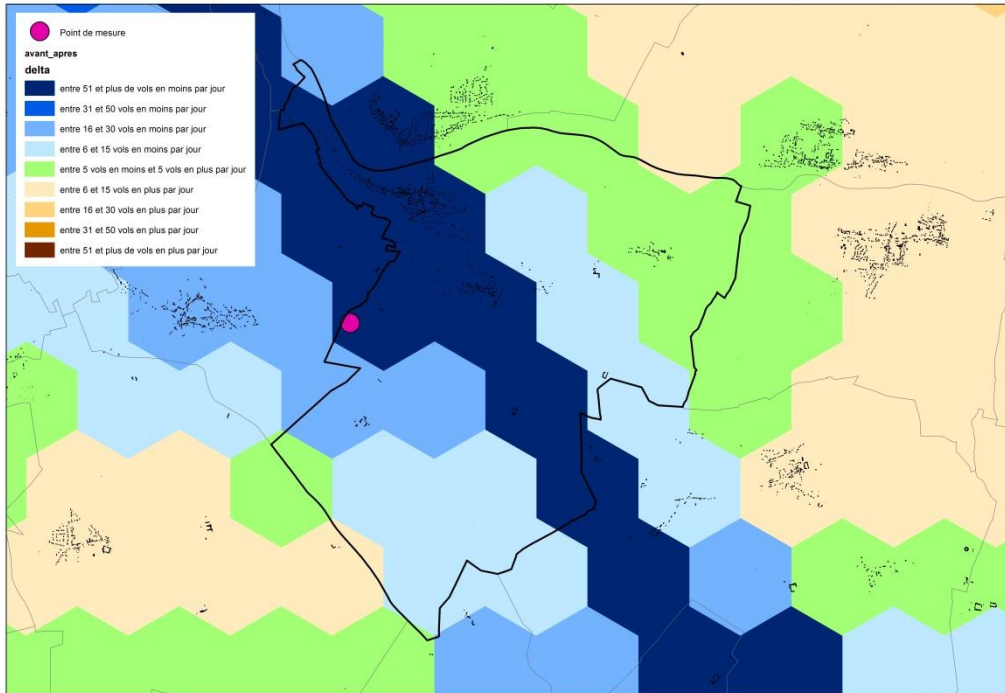 Point de mesure
avant_apres
delta
entre 51 et plus de vols en moins par jour
entre 31 et 50 vols en moins par jour
entre 16 et 30 vols en moins par jour
entre 6 et 15 vols en moins par jour
entre 5 vols en moins et 5 vols en plus par jour
entre 6 et 15 vols en plus par jour
entre 16 et 30 vols en plus par jour
entre 31 et 50 vols en plus par jour
entre 51 et plus de vols en plus par jour